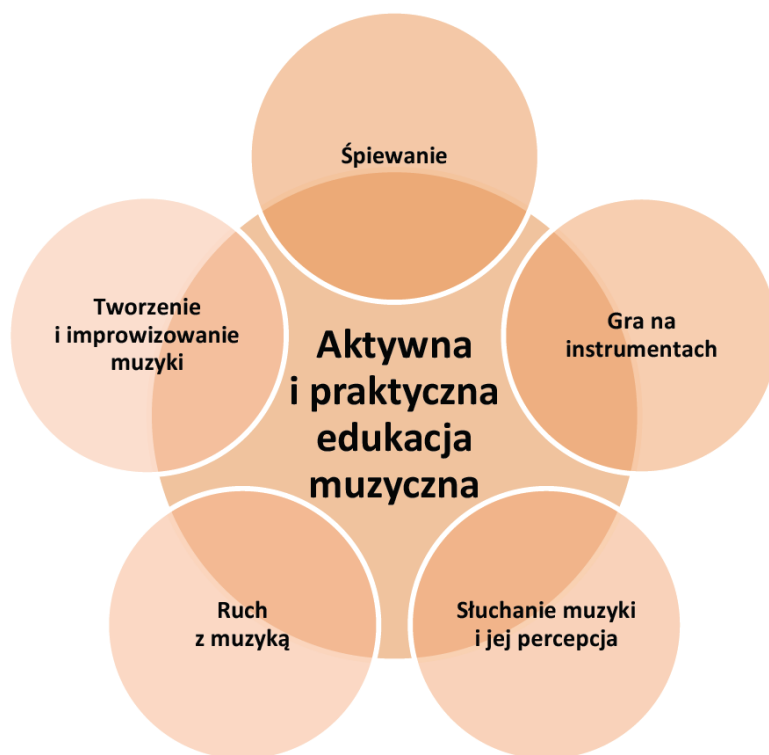 Śpiewanie
Gra na
instrumentach
Słuchanie muzyki
i jej percepcja
Ruch
z muzyką
Tworzenie
i improwizowanie
muzyki
Aktywna
i praktyczna
edukacja
muzyczna